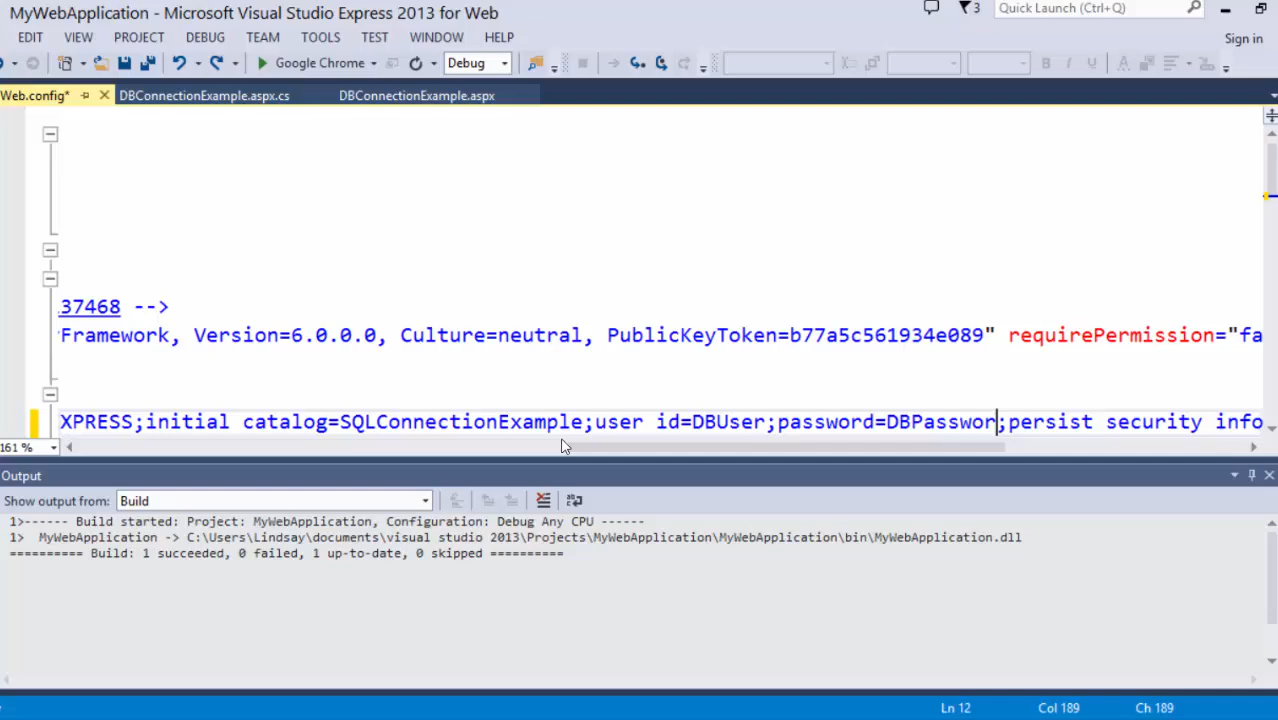 MyWebApplication - Microsoft Visual Studio Express 2013 for Web
3 Quick Launch (Ctrl+Q)
EDIT VIEW PROJECT DEBUG TEAM TOOLS TEST WINDOW HELP
Sign in
Google Chrome Debug
Web.config* DBConnectionExample.aspx.cs DBConnectionExample.aspx
37468 -->
Framework, Version=6.0.0.0, Culture=neutral, PublicKeyToken=b77a5c561934e089" requirePermission="fa
XPRESS;initial catalog=SQLConnectionExample;user id=DBUser;password=DBPasswor;persist security info
161 %
Output
Show output from: Build
1>------ Build started: Project: MyWebApplication, Configuration: Debug Any CPU ------
1>  MyWebApplication -> C:\Users\Lindsay\documents\visual studio 2013\Projects\MyWebApplication\MyWebApplication\bin\MyWebApplication.dll
========== Build: 1 succeeded, 0 failed, 1 up-to-date, 0 skipped ==========
Ln 12 Col 189 Ch 189